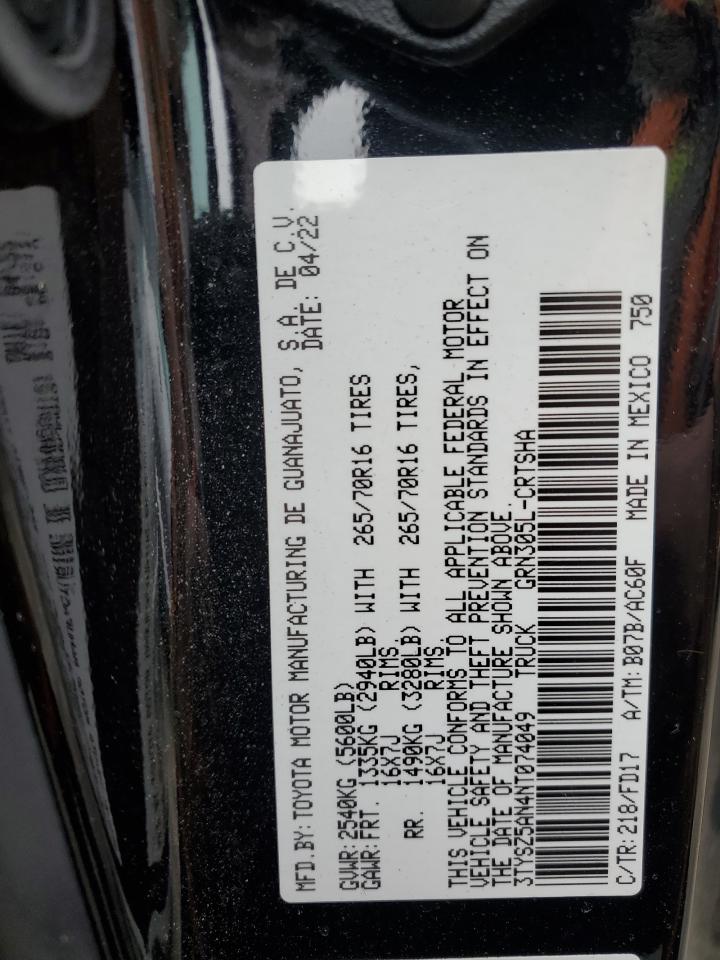 MFD.BY: TOYOTA MOTOR MANUFACTURING DE GUANAJUATO, S.A. DE C.V.
DATE: 04/22
GVWR: 2540KG (5600LB)
GAWR: FRT. 1335KG (2940LB) WITH 265/70R16 TIRES
16X7J RIMS.
RR. 1490KG (3280LB) WITH 265/70R16 TIRES,
16X7J RIMS.
THIS VEHICLE CONFORMS TO ALL APPLICABLE FEDERAL MOTOR
VEHICLE SAFETY AND THEFT PREVENTION STANDARDS IN EFFECT ON
THE DATE OF MANUFACTURE SHOWN ABOVE.
3TYSZ5AN4NT074049 TRUCK GRN305L-CRTSHA
C/TR: 218/FD17 A/TM: B07B/AC60F MADE IN MEXICO 750